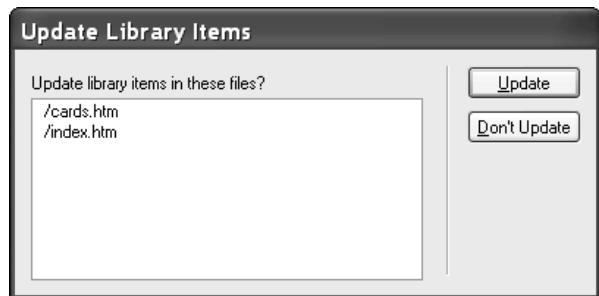 Update Library Items
Update library items in these files?
/cards.htm
/index.htm
Update
Don't Update